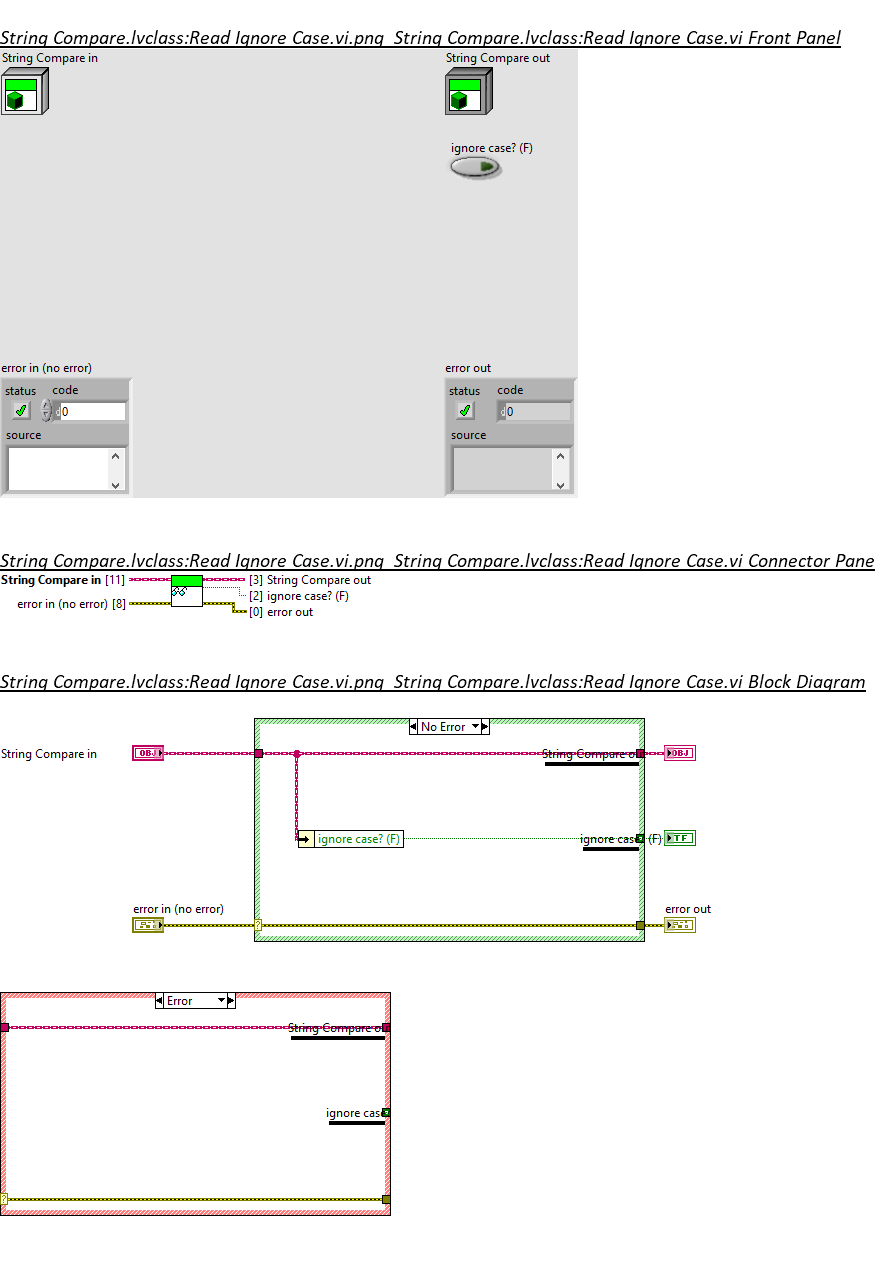 String Compare.lvclass:Read Ignore Case.vi.png  String Compare.lvclass:Read Ignore Case.vi Front Panel
String Compare in
String Compare out
ignore case? (F)
error in (no error)
error out
status code
d 0
source
status code
d 0
source
String Compare.lvclass:Read Ignore Case.vi.png  String Compare.lvclass:Read Ignore Case.vi Connector Pane
String Compare in [11]
[3] String Compare out
[2] ignore case? (F)
error in (no error) [8]
[0] error out
String Compare.lvclass:Read Ignore Case.vi.png  String Compare.lvclass:Read Ignore Case.vi Block Diagram
No Error
String Compare in
OBJ
String Compare ou
OBJ
ignore case? (F)
ignore case (F)
TF
error in (no error)
error out
?
Error
String Compare ou
ignore case
?